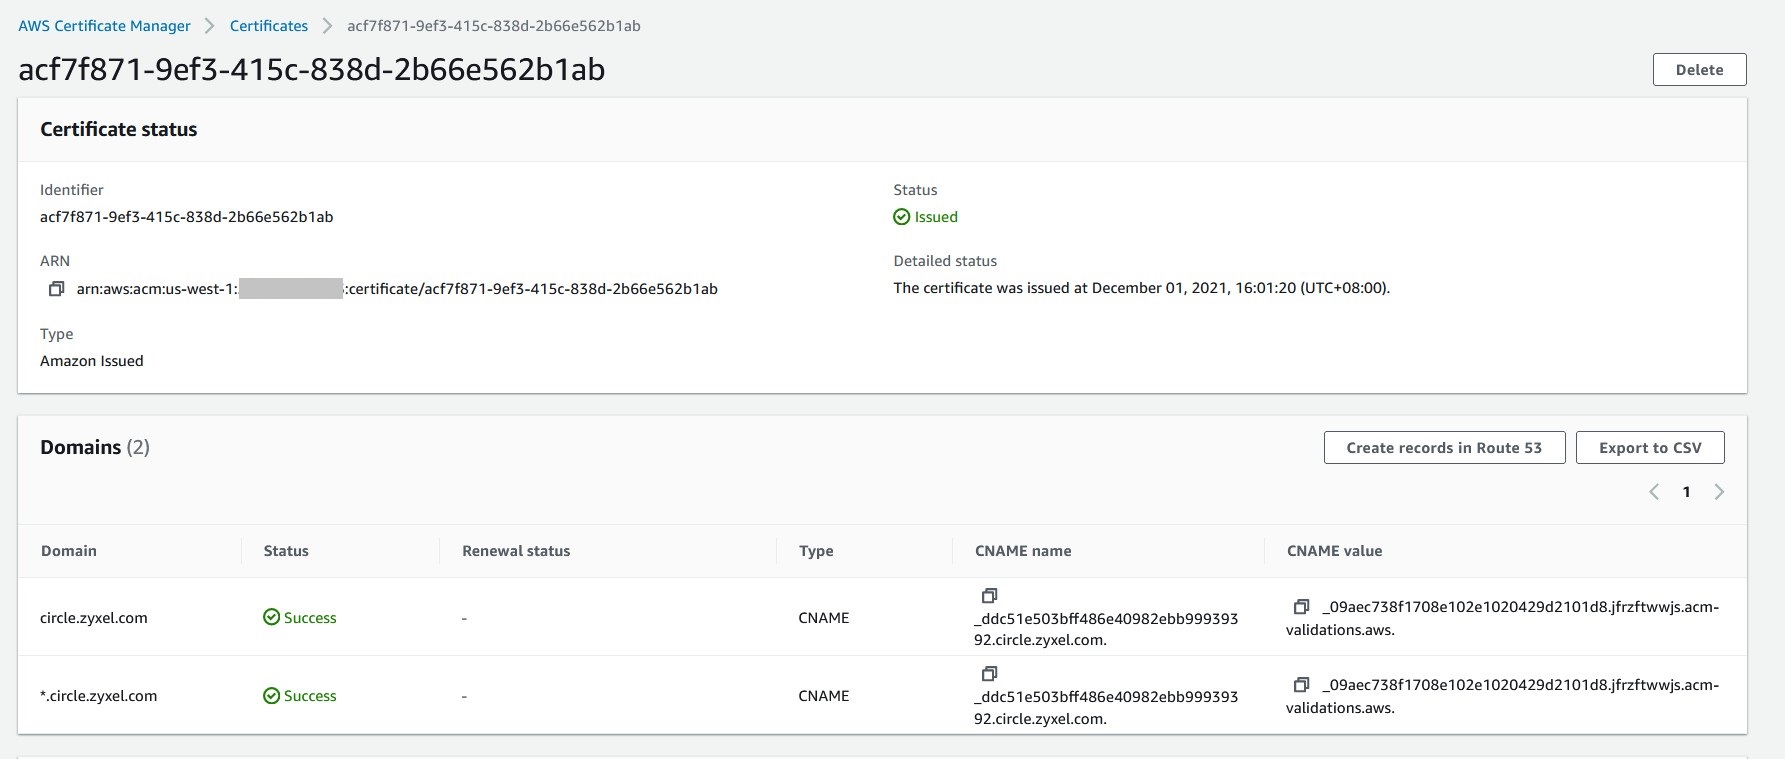 AWS Certificate Manager > Certificates > acf7f871-9ef3-415c-838d-2b66e562b1ab
acf7f871-9ef3-415c-838d-2b66e562b1ab
Delete
Certificate status
Identifier
acf7f871-9ef3-415c-838d-2b66e562b1ab
Status
Issued
ARN
arn:aws:acm:us-west-1: :certificate/acf7f871-9ef3-415c-838d-2b66e562b1ab
Detailed status
The certificate was issued at December 01, 2021, 16:01:20 (UTC+08:00).
Type
Amazon Issued
Domains (2)
Create records in Route 53
Export to CSV
< 1 >
Domain Status Renewal status Type CNAME name CNAME value
circle.zyxel.com Success - CNAME
_ddc51e503bff486e40982ebb999393
92.circle.zyxel.com.
_09aec738f1708e102e1020429d2101d8.jfrzftwwjs.acm-
validations.aws.
*.circle.zyxel.com Success - CNAME
_ddc51e503bff486e40982ebb999393
92.circle.zyxel.com.
_09aec738f1708e102e1020429d2101d8.jfrzftwwjs.acm-
validations.aws.